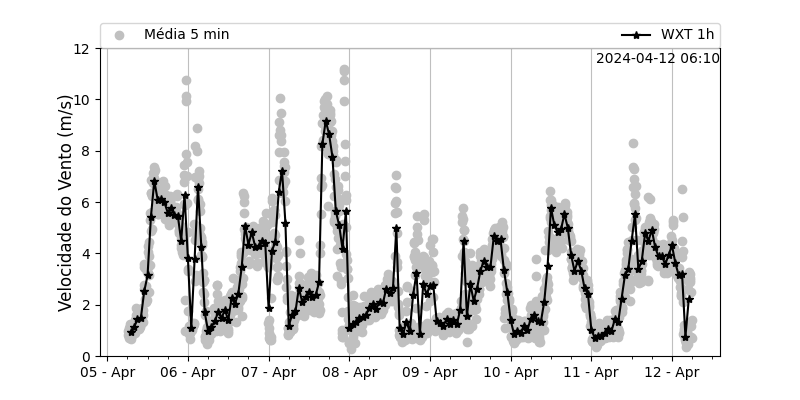 Média 5 min
WXT 1h
2024-04-12 06:10
12
10
8
6
4
2
0
Velocidade do Vento (m/s)
05 - Apr
06 - Apr
07 - Apr
08 - Apr
09 - Apr
10 - Apr
11 - Apr
12 - Apr